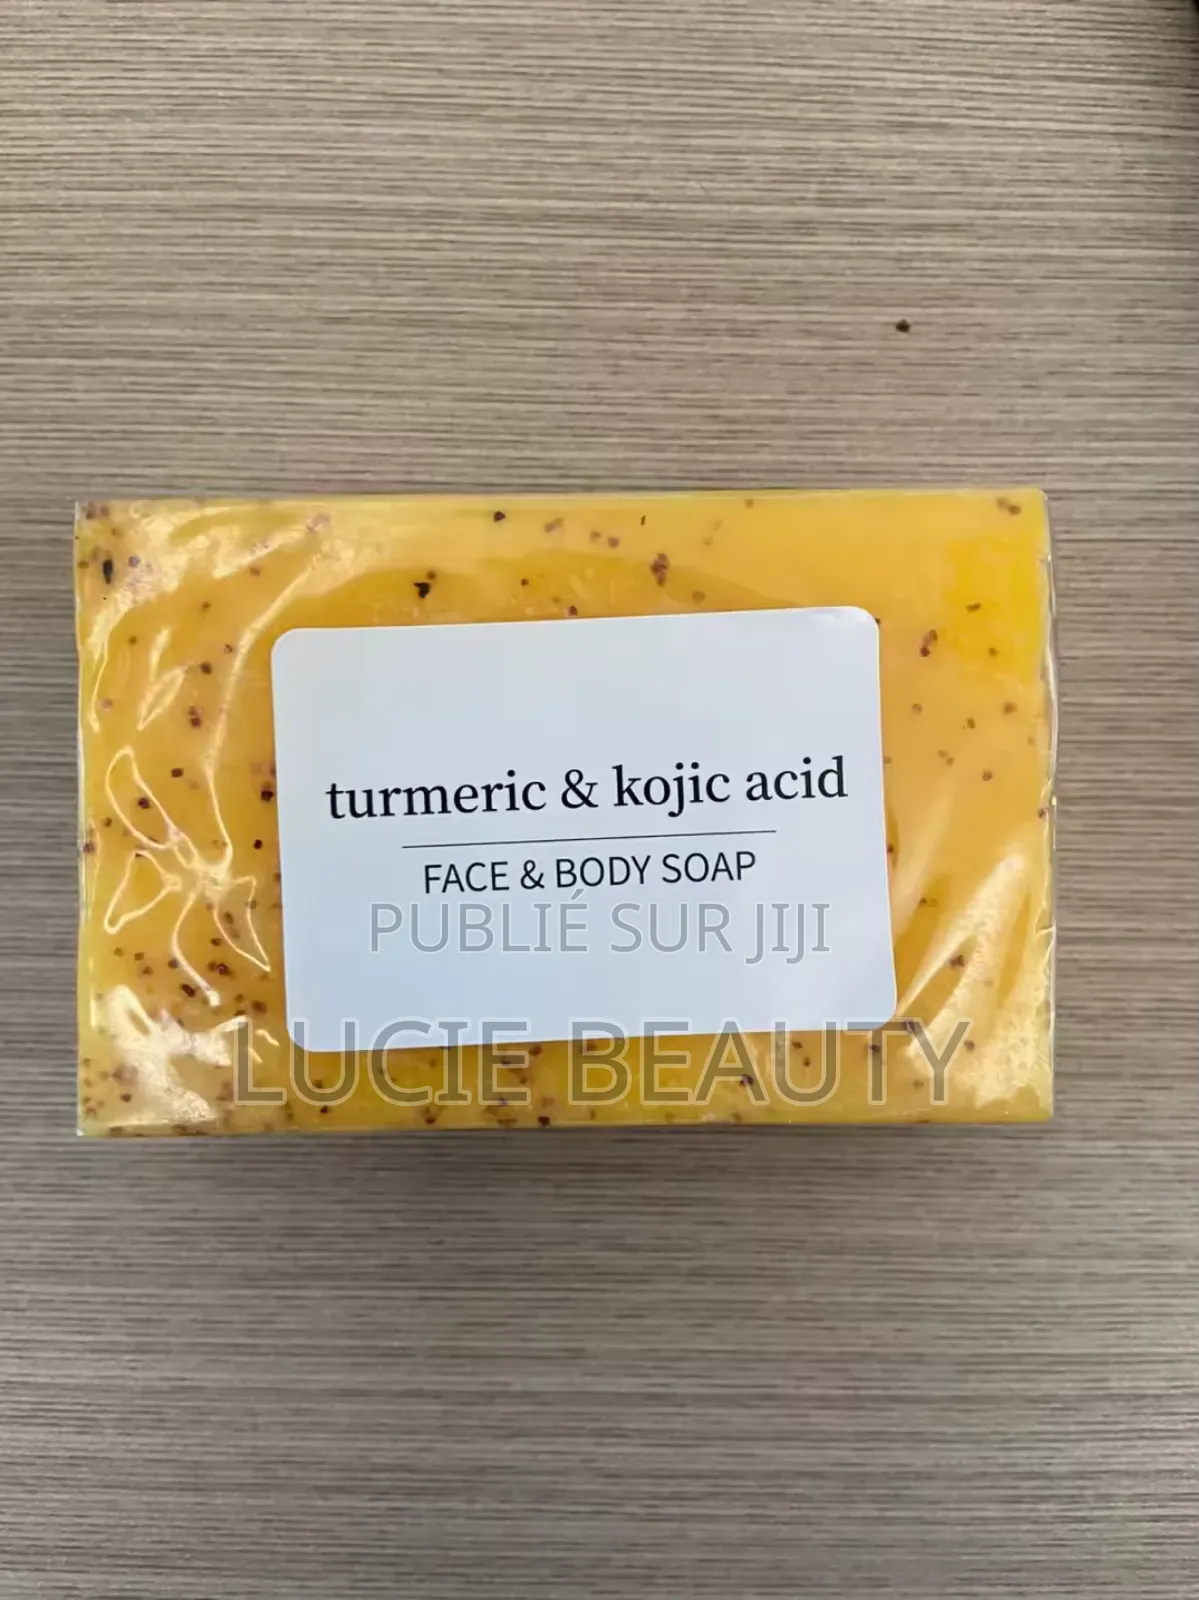 turmeric & kojic acid
FACE & BODY SOAP
PUBLIÉ SUR JIJI
LUCIE BEAUTY